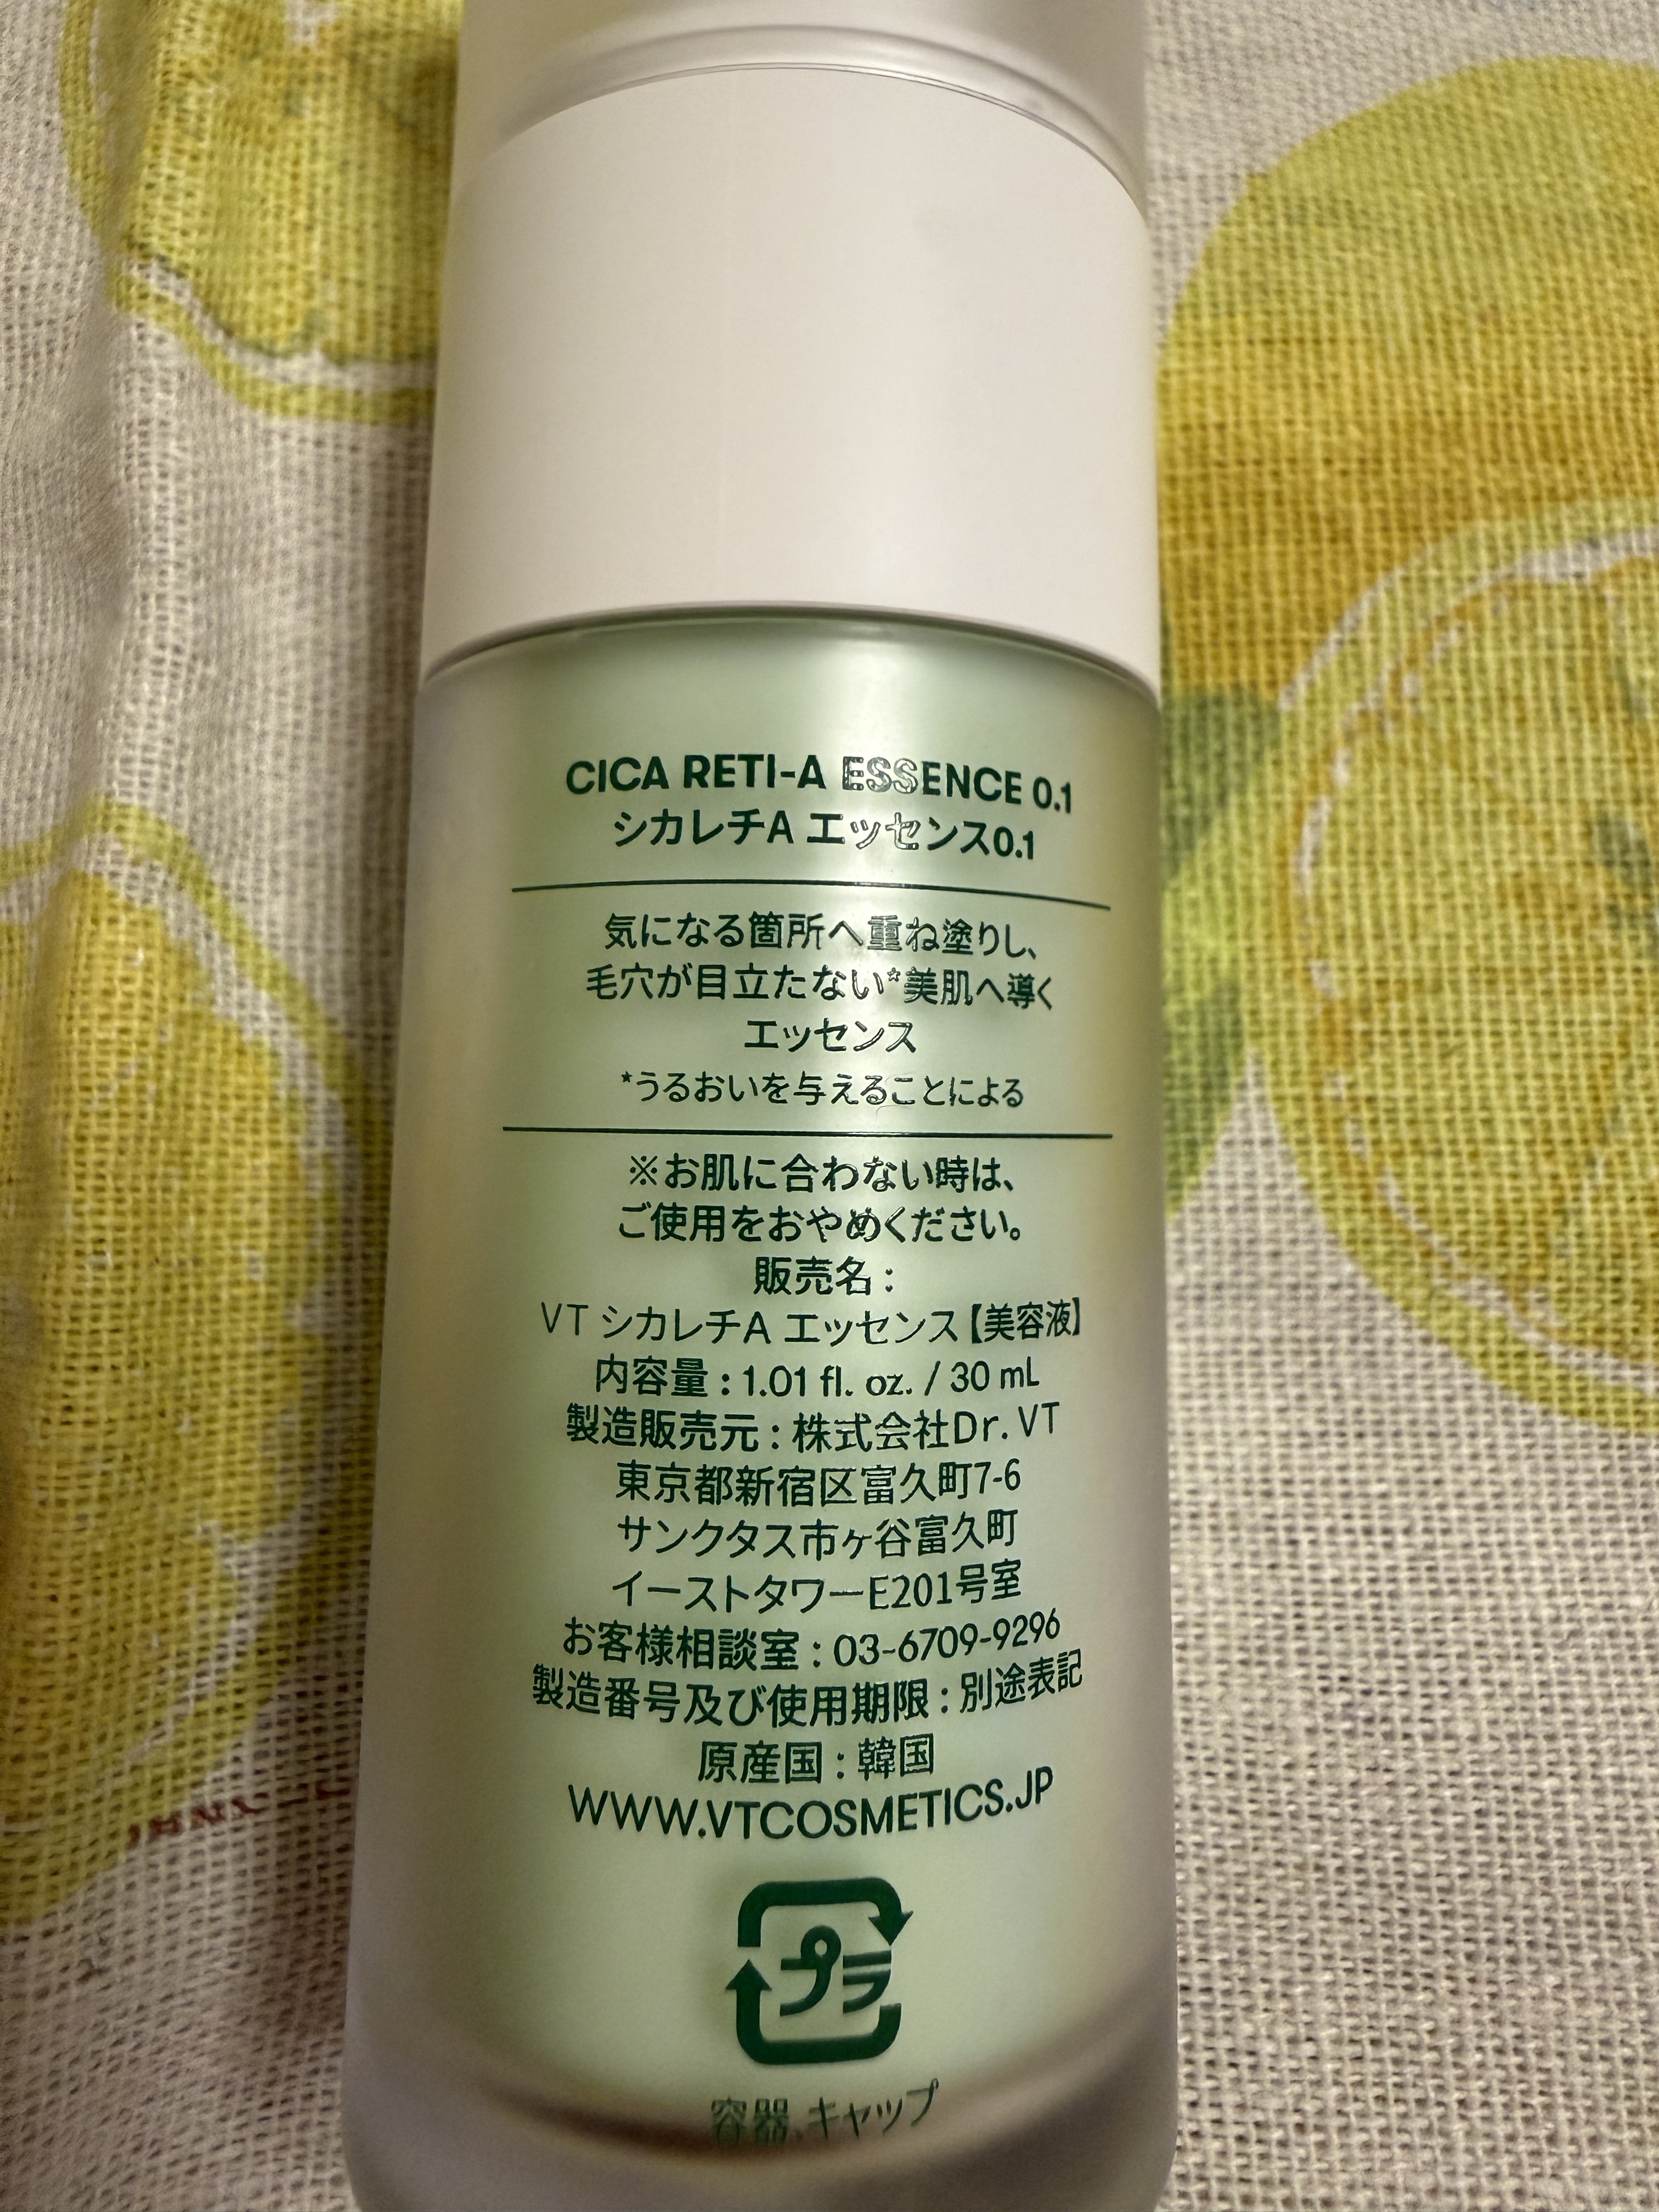 CICA RETI-A ESSENCE 0.1
シカレチA エッセンス0.1
気になる箇所へ重ね塗りし、
毛穴が目立たない*美肌へ導く
エッセンス
*うるおいを与えることによる
※お肌に合わない時は、
ご使用をおやめください。
販売名：
VT シカレチA エッセンス【美容液】
内容量：1.01 fl. oz. / 30 mL
製造販売元：株式会社Dr. VT
東京都新宿区富久町7-6
サンクタス市ヶ谷富久町
イーストタワーE201号室
お客様相談室：03-6709-9296
製造番号及び使用期限：別途表記
原産国：韓国
WWW.VTCOSMETICS.JP
プラ
容器、キャップ